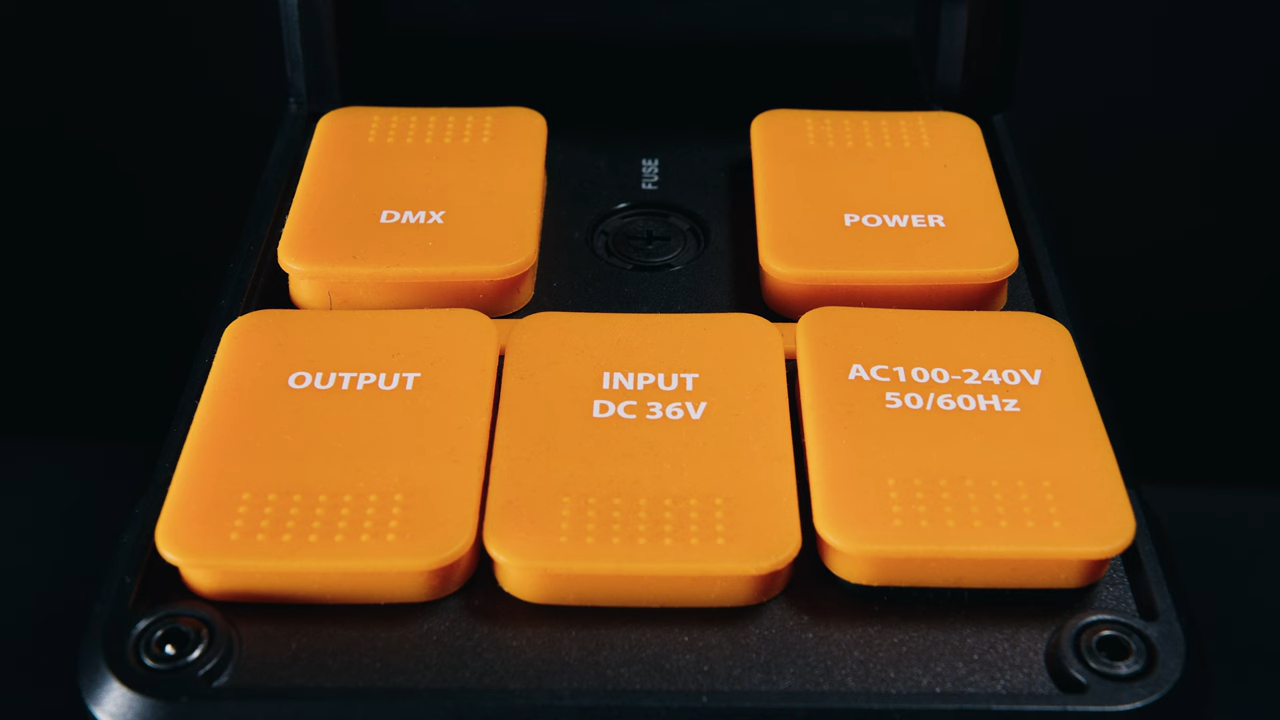 FUSE
DMX
POWER
OUTPUT
INPUT
DC 36V
AC100-240V
50/60Hz